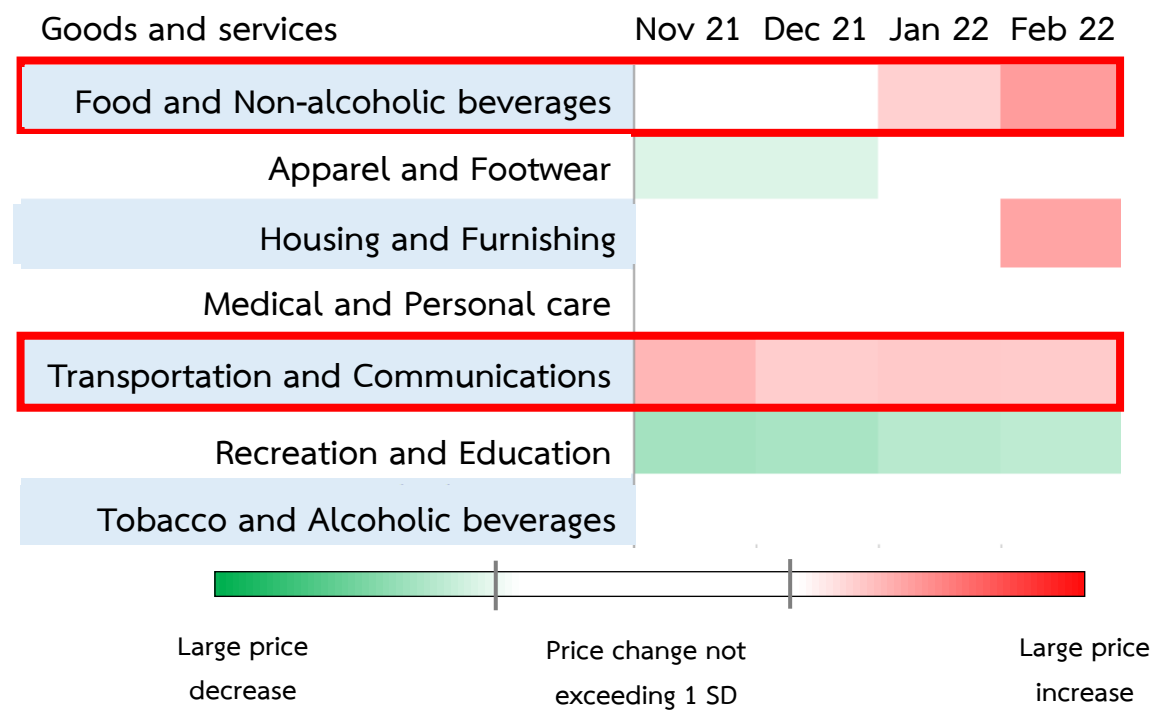 Goods and services Nov 21 Dec 21 Jan 22 Feb 22
Food and Non-alcoholic beverages
Apparel and Footwear
Housing and Furnishing
Medical and Personal care
Transportation and Communications
Recreation and Education
Tobacco and Alcoholic beverages
Large price decrease
Price change not exceeding 1 SD
Large price increase